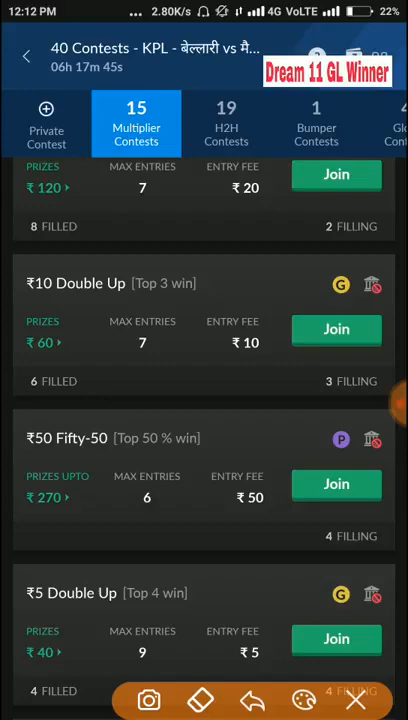 12:12 PM ... 2.80K/s 4G VoLTE 22%
40 Contests - KPL - बेल्लारी vs मै...
06h 17m 45s
Dream 11 GL Winner
Private Contest
15 Multiplier Contests
19 H2H Contests
1 Bumper Contests
PRIZES MAX ENTRIES ENTRY FEE
₹ 120 7 ₹ 20 Join
8 FILLED 2 FILLING
₹10 Double Up [Top 3 win] G
PRIZES MAX ENTRIES ENTRY FEE
₹ 60 7 ₹ 10 Join
6 FILLED 3 FILLING
₹50 Fifty-50 [Top 50 % win] P
PRIZES UPTO MAX ENTRIES ENTRY FEE
₹ 270 6 ₹ 50 Join
4 FILLING
₹5 Double Up [Top 4 win] G
PRIZES MAX ENTRIES ENTRY FEE
₹ 40 9 ₹ 5 Join
4 FILLED 4 FILLING